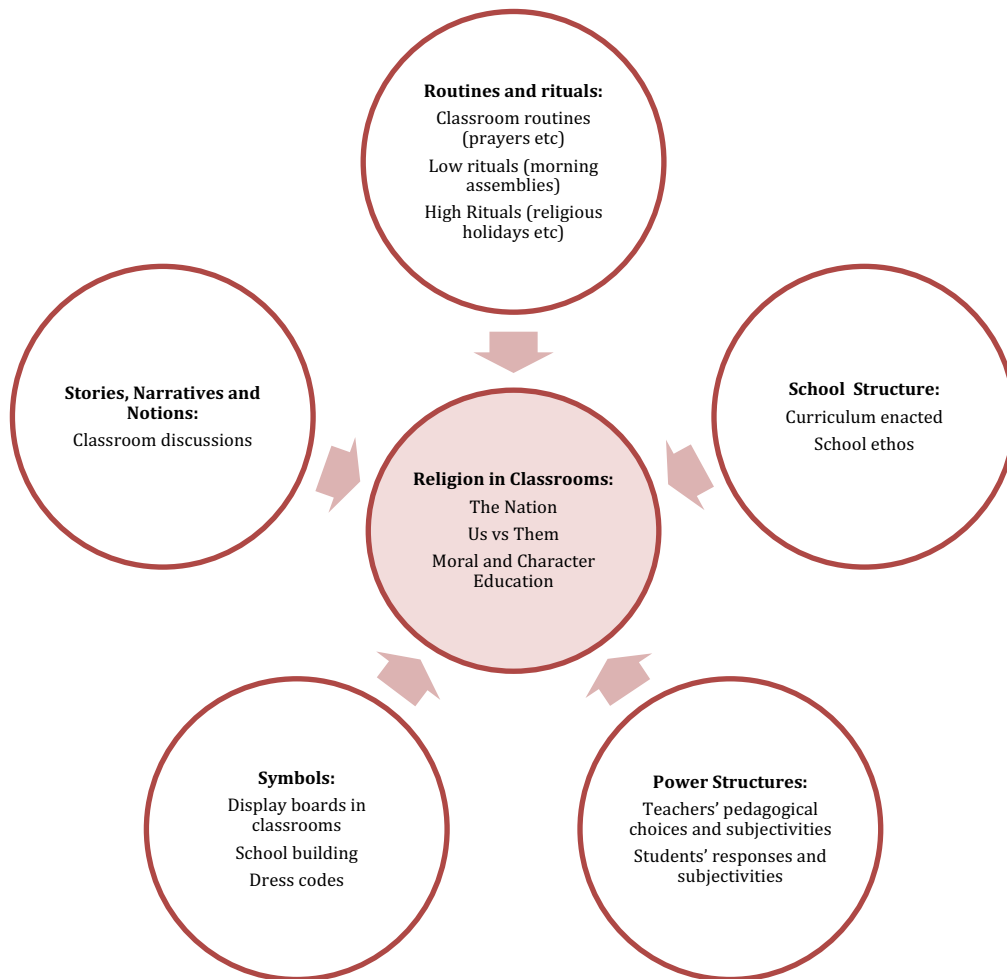 Routines and rituals:
Classroom routines
(prayers etc)
Low rituals (morning
assemblies)
High Rituals (religious
holidays etc)
Stories, Narratives and
Notions:
Classroom discussions
School Structure:
Curriculum enacted
School ethos
Religion in Classrooms:
The Nation
Us vs Them
Moral and Character
Education
Symbols:
Display boards in
classrooms
School building
Dress codes
Power Structures:
Teachers’ pedagogical
choices and subjectivities
Students’ responses and
subjectivities